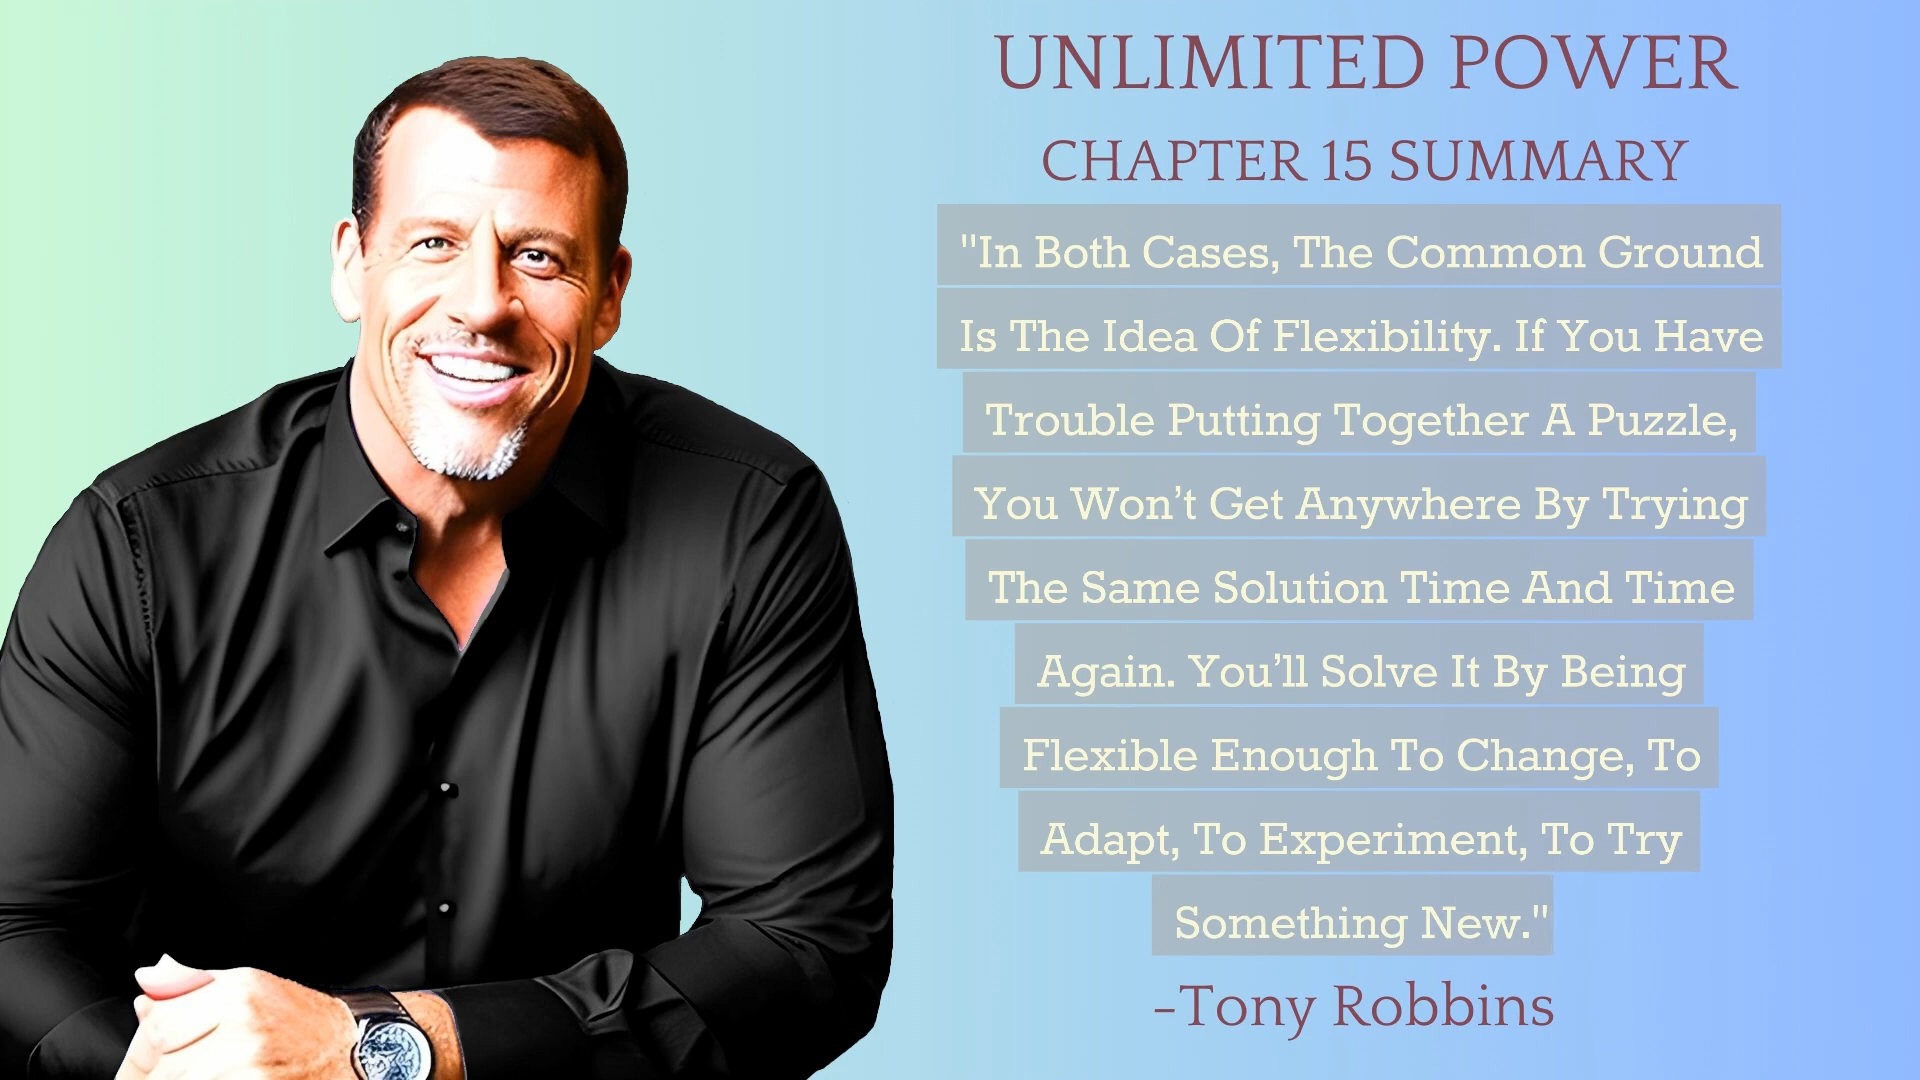 UNLIMITED POWER
CHAPTER 15 SUMMARY
"In Both Cases, The Common Ground
Is The Idea Of Flexibility. If You Have
Trouble Putting Together A Puzzle,
You Won’t Get Anywhere By Trying
The Same Solution Time And Time
Again. You’ll Solve It By Being
Flexible Enough To Change, To
Adapt, To Experiment, To Try
Something New."
-Tony Robbins